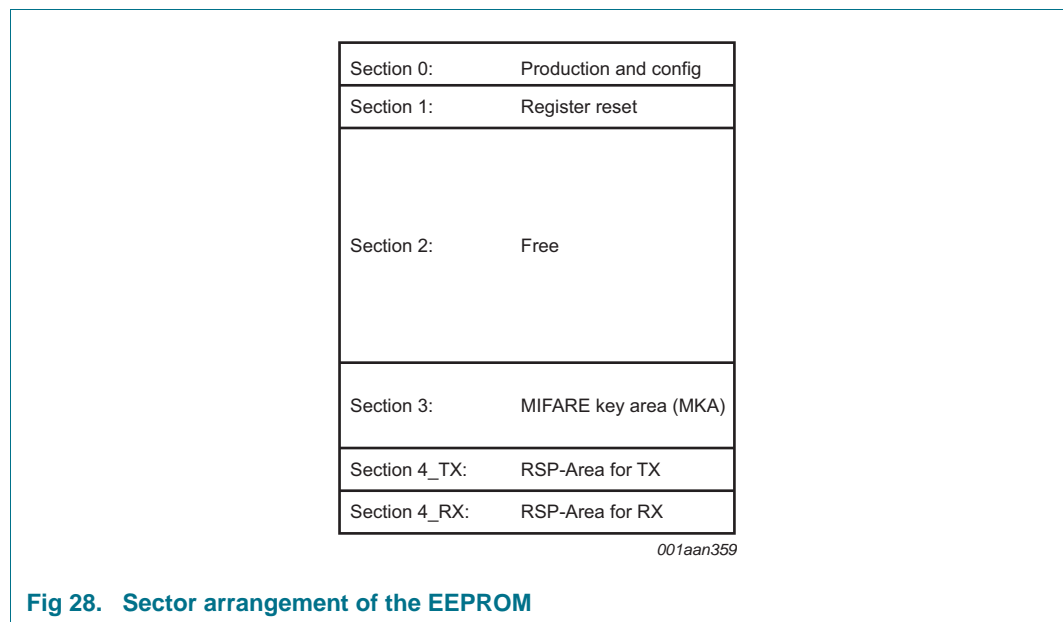 Section 0: Production and config
Section 1: Register reset
Section 2: Free
Section 3: MIFARE key area (MKA)
Section 4_TX: RSP-Area for TX
Section 4_RX: RSP-Area for RX
001aan359
Fig 28. Sector arrangement of the EEPROM